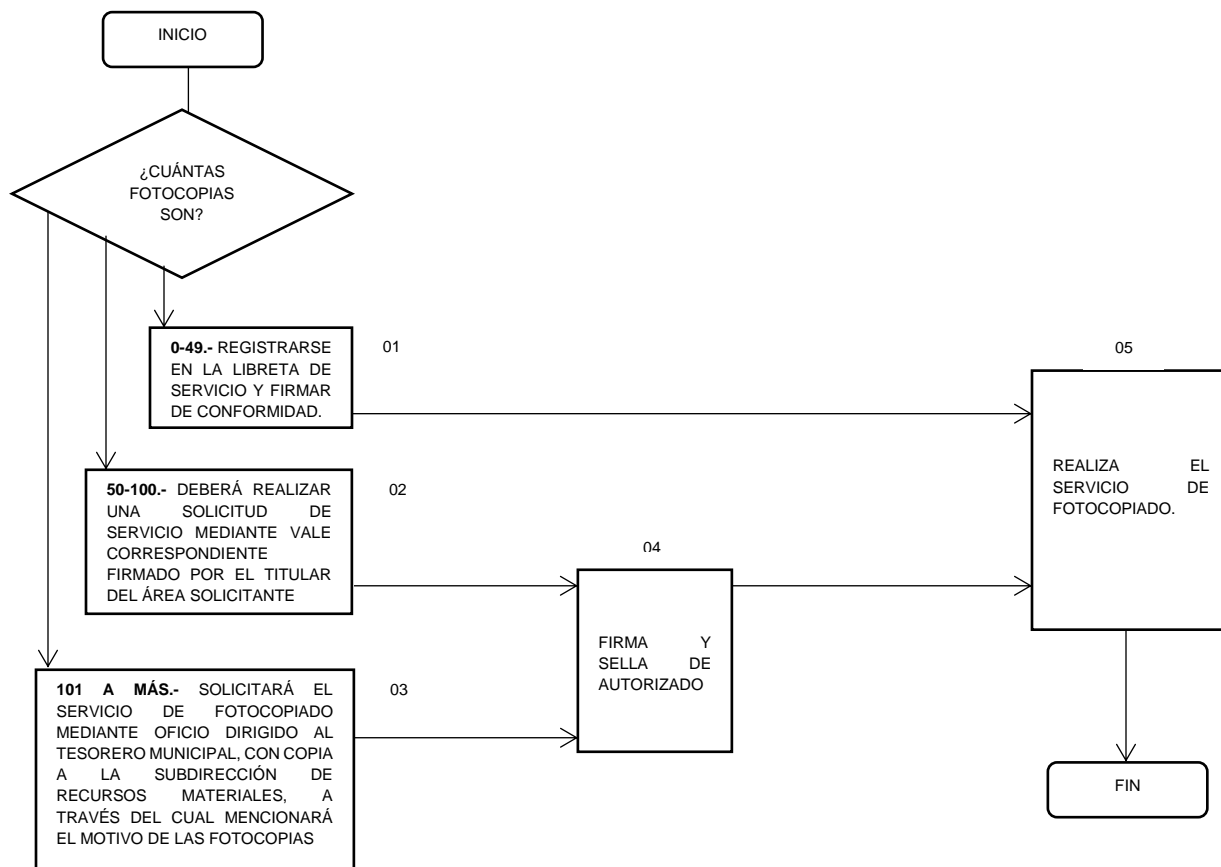 INICIO
¿CUÁNTAS
FOTOCOPIAS
SON?
0-49.- REGISTRARSE
EN LA LIBRETA DE
SERVICIO Y FIRMAR
DE CONFORMIDAD.
01
05
50-100.- DEBERÁ REALIZAR
UNA SOLICITUD DE
SERVICIO MEDIANTE VALE
CORRESPONDIENTE
FIRMADO POR EL TITULAR
DEL ÁREA SOLICITANTE
02
REALIZA EL
SERVICIO DE
FOTOCOPIADO.
04
FIRMA Y
SELLA DE
AUTORIZADO
101 A MÁS.- SOLICITARÁ EL
SERVICIO DE FOTOCOPIADO
MEDIANTE OFICIO DIRIGIDO AL
TESORERO MUNICIPAL, CON COPIA
A LA SUBDIRECCIÓN DE
RECURSOS MATERIALES, A
TRAVÉS DEL CUAL MENCIONARÁ
EL MOTIVO DE LAS FOTOCOPIAS
03
FIN